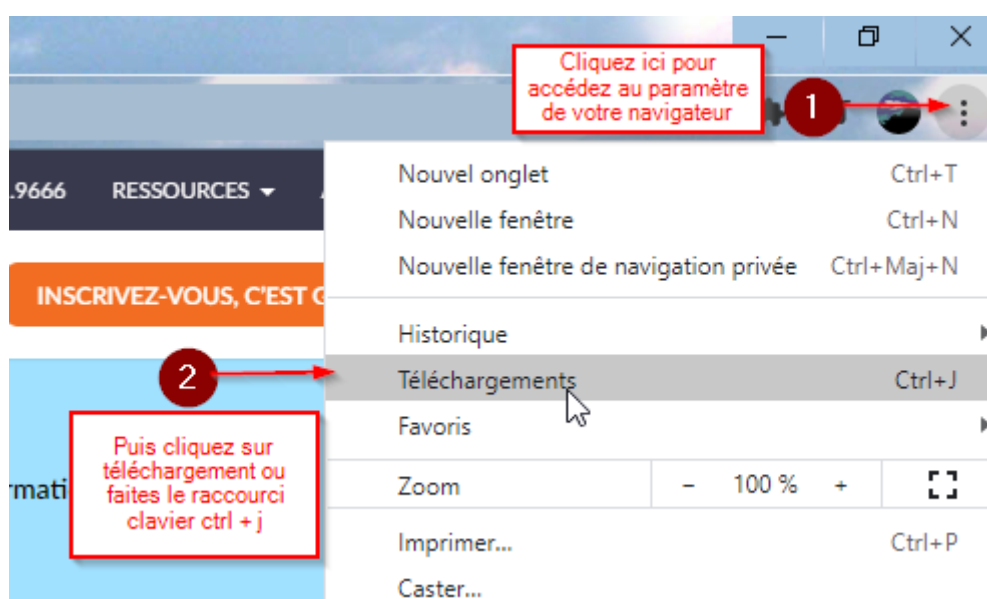 Cliquez ici pour
accédez au paramètre
de votre navigateur
1
.9666 RESSOURCES
INSCRIVEZ-VOUS, C'EST G
Nouvel onglet Ctrl+T
Nouvelle fenêtre Ctrl+N
Nouvelle fenêtre de navigation privée Ctrl+Maj+N
Historique
2
Téléchargements Ctrl+J
Favoris
Puis cliquez sur
téléchargement ou
faites le raccourci
clavier ctrl + j
rmati
Zoom - 100 % +
Imprimer... Ctrl+P
Caster...